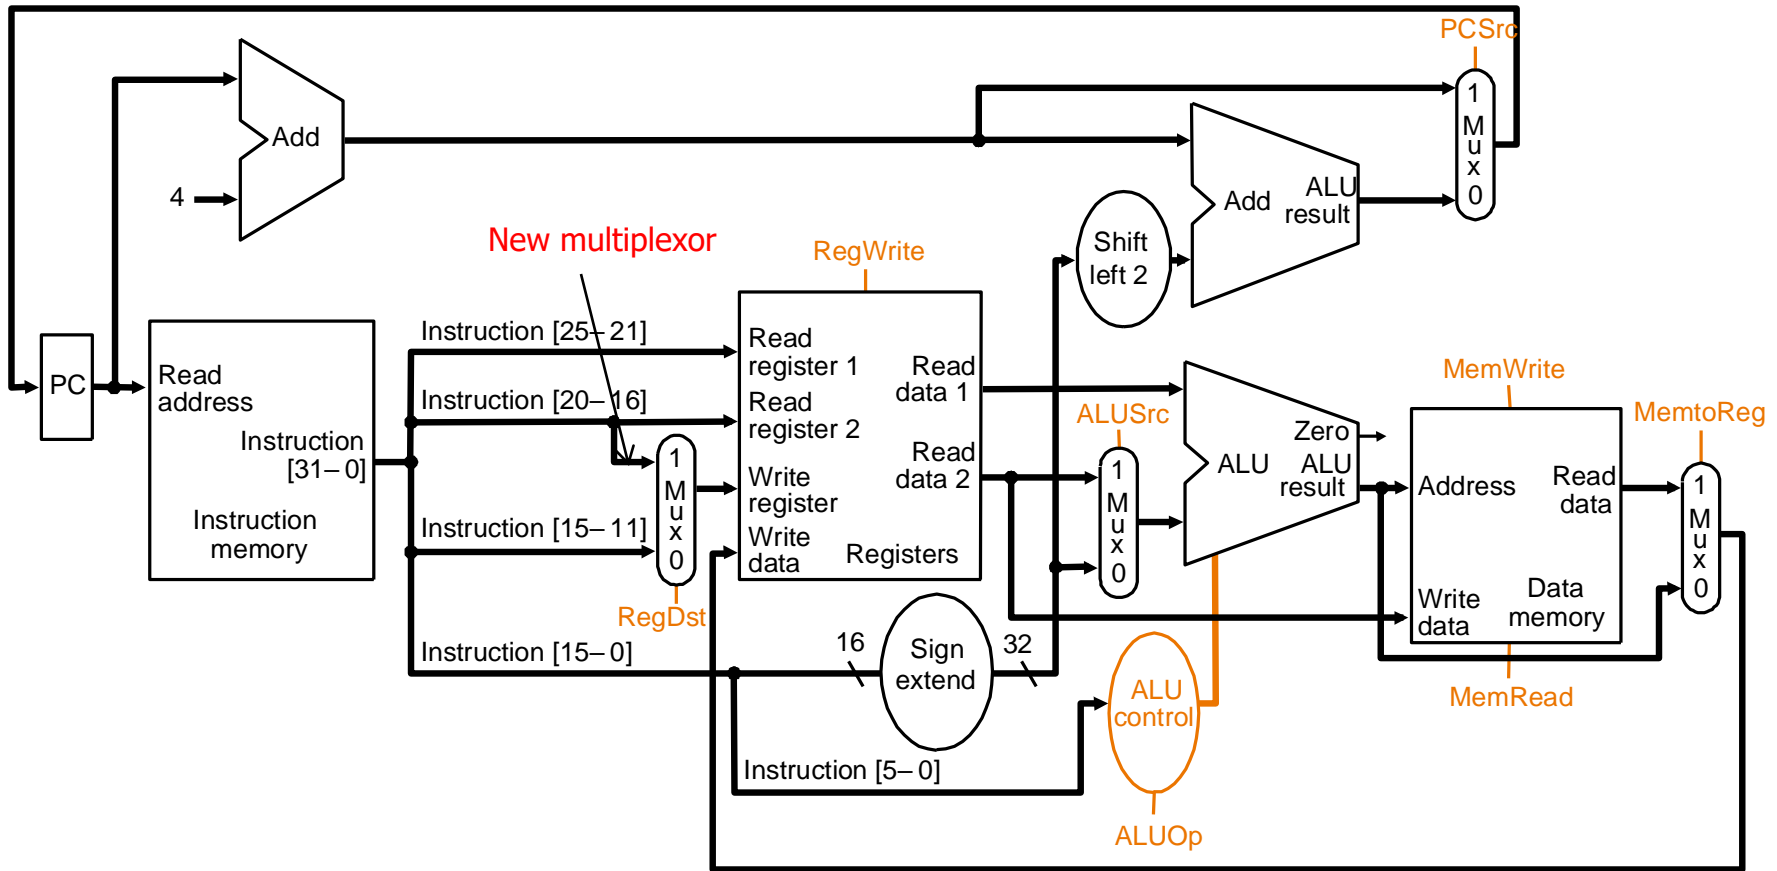 PCSrc
1
M
u
x
0
Add
4
Add
ALU
result
New multiplexor
RegWrite
Shift
left 2
Instruction [25– 21]
Read
register 1
Read
data 1
PC
Read
address
Instruction
[31– 0]
Instruction
memory
Instruction [20– 16]
Read
register 2
Read
data 2
Write
register
Write
data
Registers
1
M
u
x
0
RegDst
Instruction [15– 11]
Instruction [15– 0]
16
Sign
extend
32
Instruction [5– 0]
ALUSrc
1
M
u
x
0
Zero
ALU
ALU
result
ALU
control
ALUOp
MemWrite
Address
Read
data
Write
data
Data
memory
MemRead
MemtoReg
1
M
u
x
0